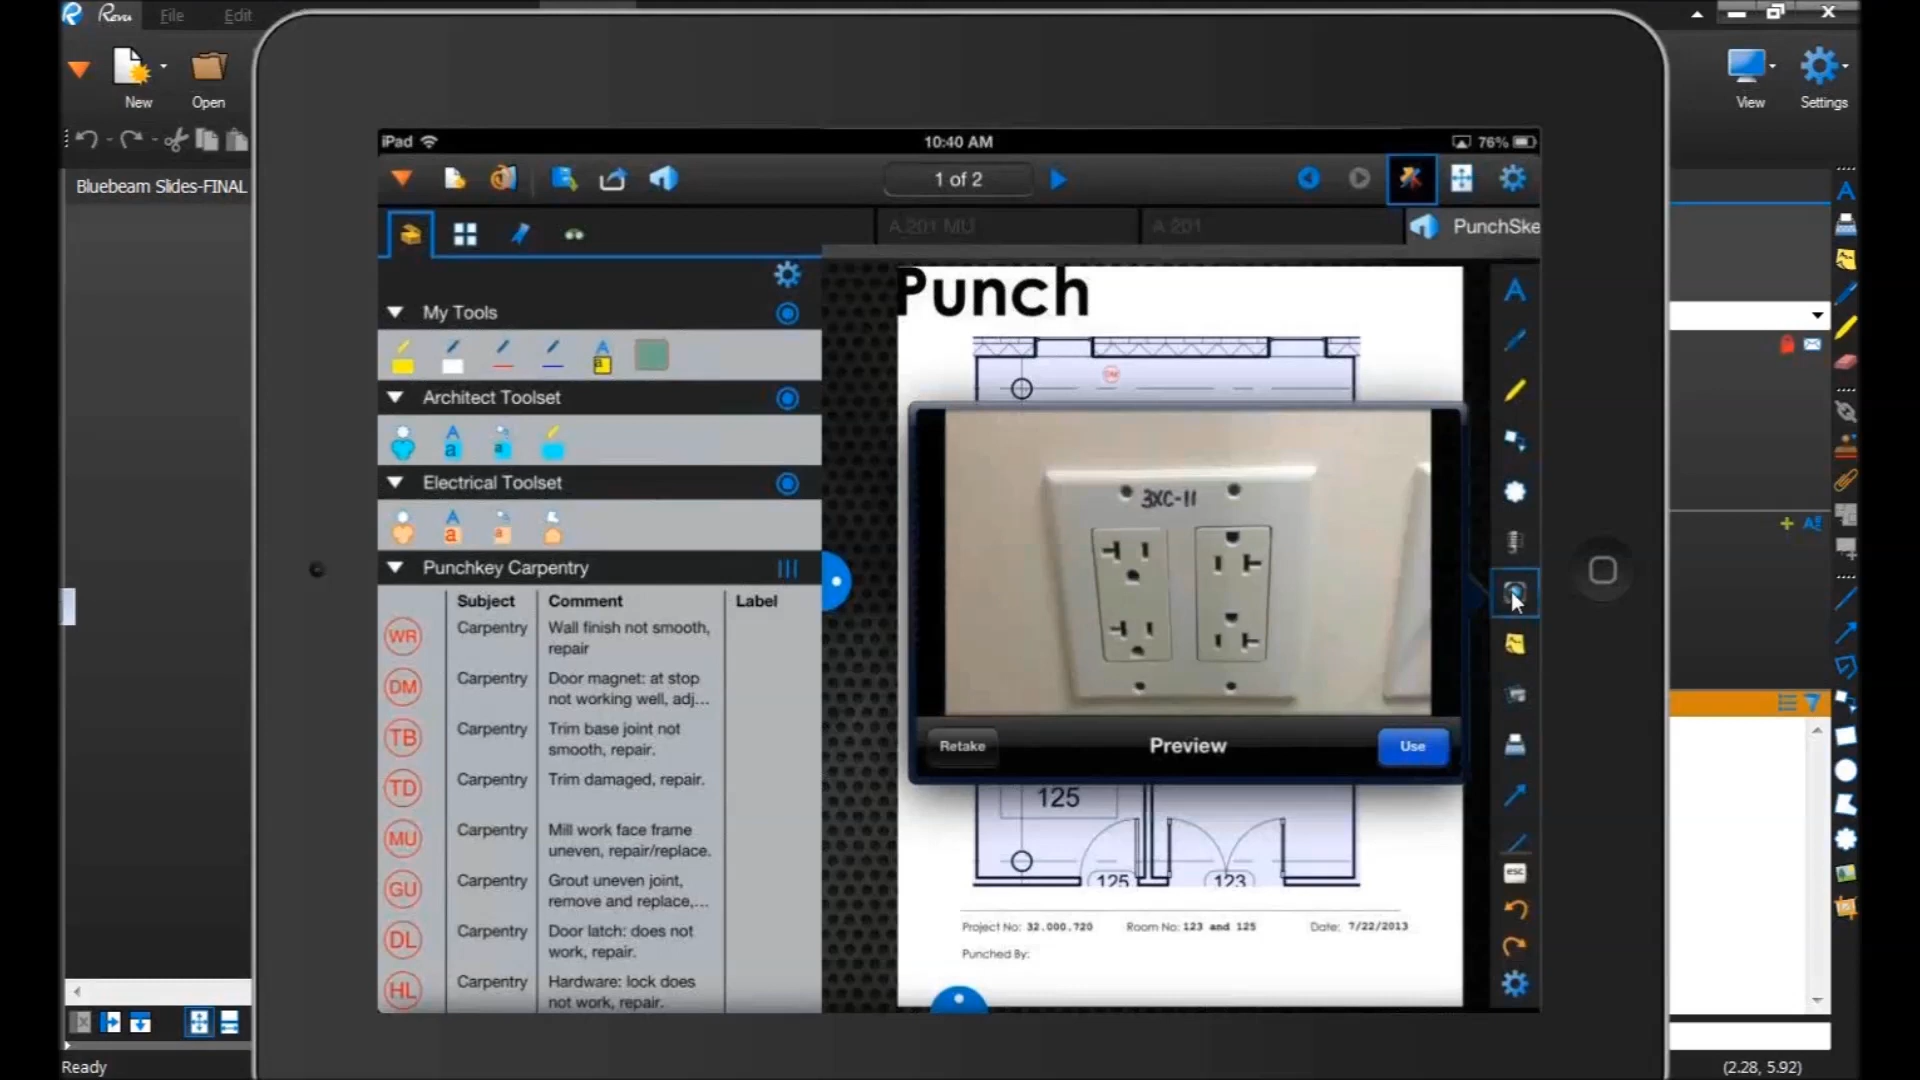 Revu
File
Edit
New
Open
View
Settings
Bluebeam Slides-FINAL
iPad
10:40 AM
76%
1 of 2
A 201 MU
A 201
PunchSke
My Tools
Architect Toolset
Electrical Toolset
Punchkey Carpentry
Subject Comment Label
WR Carpentry Wall finish not smooth,
repair
DM Carpentry Door magnet: at stop
not working well, adj...
TB Carpentry Trim base joint not
smooth, repair.
TD Carpentry Trim damaged, repair.
MU Carpentry Mill work face frame
uneven, repair/replace.
GU Carpentry Grout uneven joint,
remove and replace,...
DL Carpentry Door latch: does not
work, repair.
HL Carpentry Hardware: lock does
not work, repair.
Punch
3XC-11
Retake
Preview
Use
125
125
123
Project No: 32.000.720 Room No: 123 and 125 Date: 7/22/2013
Punched By:
esc
Ready
(2.28, 5.92)